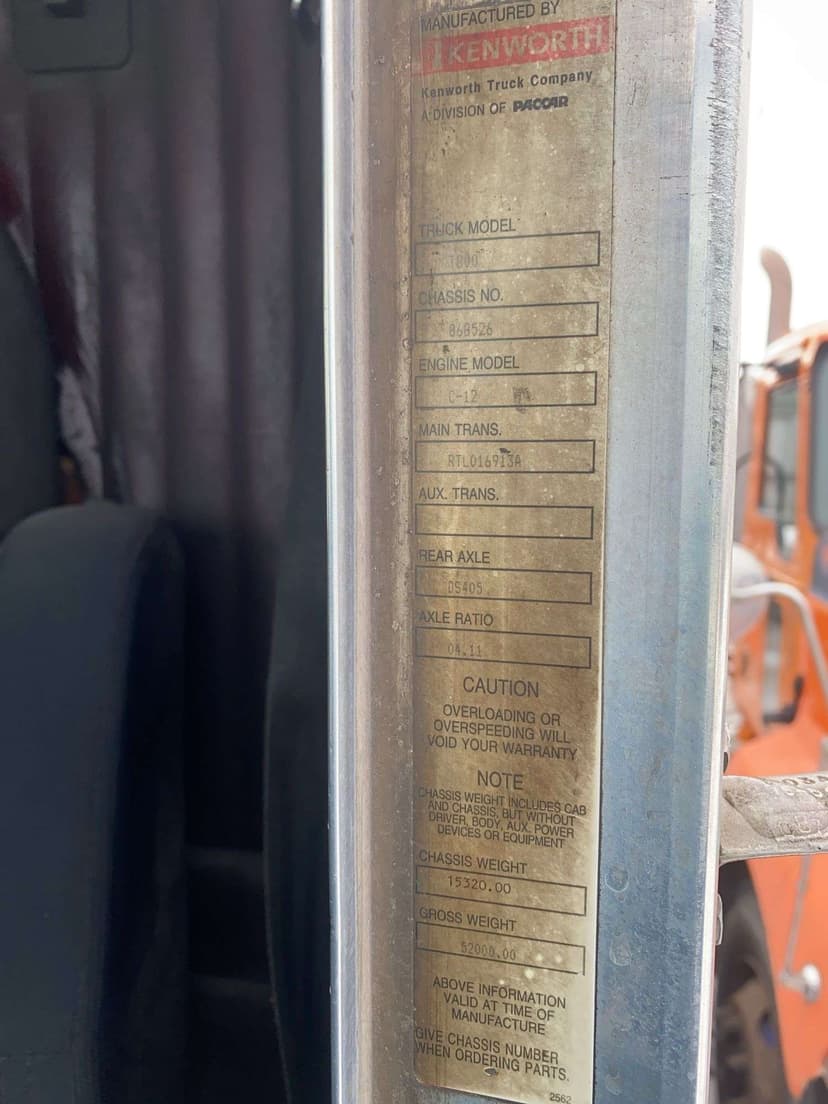 MANUFACTURED BY
KENWORTH
Kenworth Truck Company
A DIVISION OF PACCAR
TRUCK MODEL
T800
CHASSIS NO.
868526
ENGINE MODEL
C-12
MAIN TRANS.
RTLO16913A
AUX. TRANS.
REAR AXLE
DS405
AXLE RATIO
04.11
CAUTION
OVERLOADING OR
OVERSPEEDING WILL
VOID YOUR WARRANTY
NOTE
CHASSIS WEIGHT INCLUDES CAB
AND CHASSIS, BUT WITHOUT
DRIVER, BODY, AUX. POWER
DEVICES OR EQUIPMENT
CHASSIS WEIGHT
15320.00
GROSS WEIGHT
52000.00
ABOVE INFORMATION
VALID AT TIME OF
MANUFACTURE
GIVE CHASSIS NUMBER
WHEN ORDERING PARTS.
2562